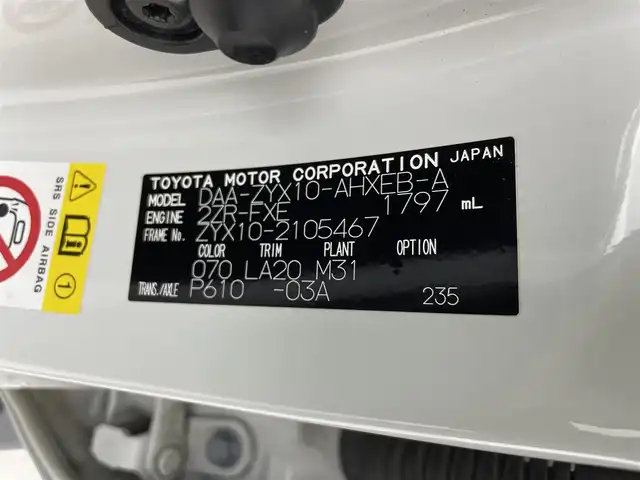 TOYOTA MOTOR CORPORATION JAPAN
MODEL DAA-ZYX10-AHXEB-A
ENGINE 2ZR-FXE 1797 mL
FRAME No. ZYX10-2105467
COLOR TRIM PLANT OPTION
070 LA20 M31
TRANS./AXLE P610 -03A 235
SRS SIDE AIRBAG
1